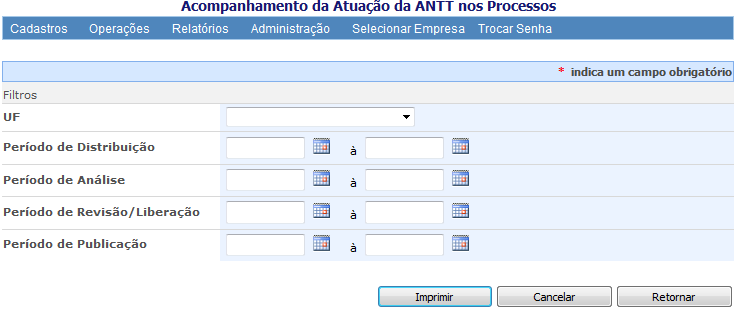 Acompanhamento da Atuação da ANTT nos Processos
Cadastros Operações Relatórios Administração Selecionar Empresa Trocar Senha
* indica um campo obrigatório
Filtros
UF
Período de Distribuição à
Período de Análise à
Período de Revisão/Liberação à
Período de Publicação à
Imprimir Cancelar Retornar